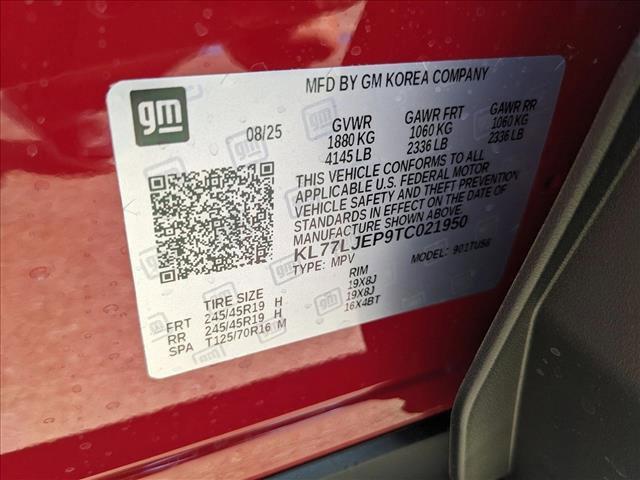 MFD BY GM KOREA COMPANY
gm
08/25
GVWR GAWR FRT GAWR RR
1880 KG 1060 KG 1060 KG
4145 LB 2336 LB 2336 LB
THIS VEHICLE CONFORMS TO ALL
APPLICABLE U.S. FEDERAL MOTOR
VEHICLE SAFETY AND THEFT PREVENTION
STANDARDS IN EFFECT ON THE DATE OF
MANUFACTURE SHOWN ABOVE
KL77LJEP9TC021950
TYPE: MPV MODEL: 901TU56
TIRE SIZE RIM
FRT 245/45R19 H 19X8J
RR 245/45R19 H 19X8J
SPA T125/70R16 M 16X4BT